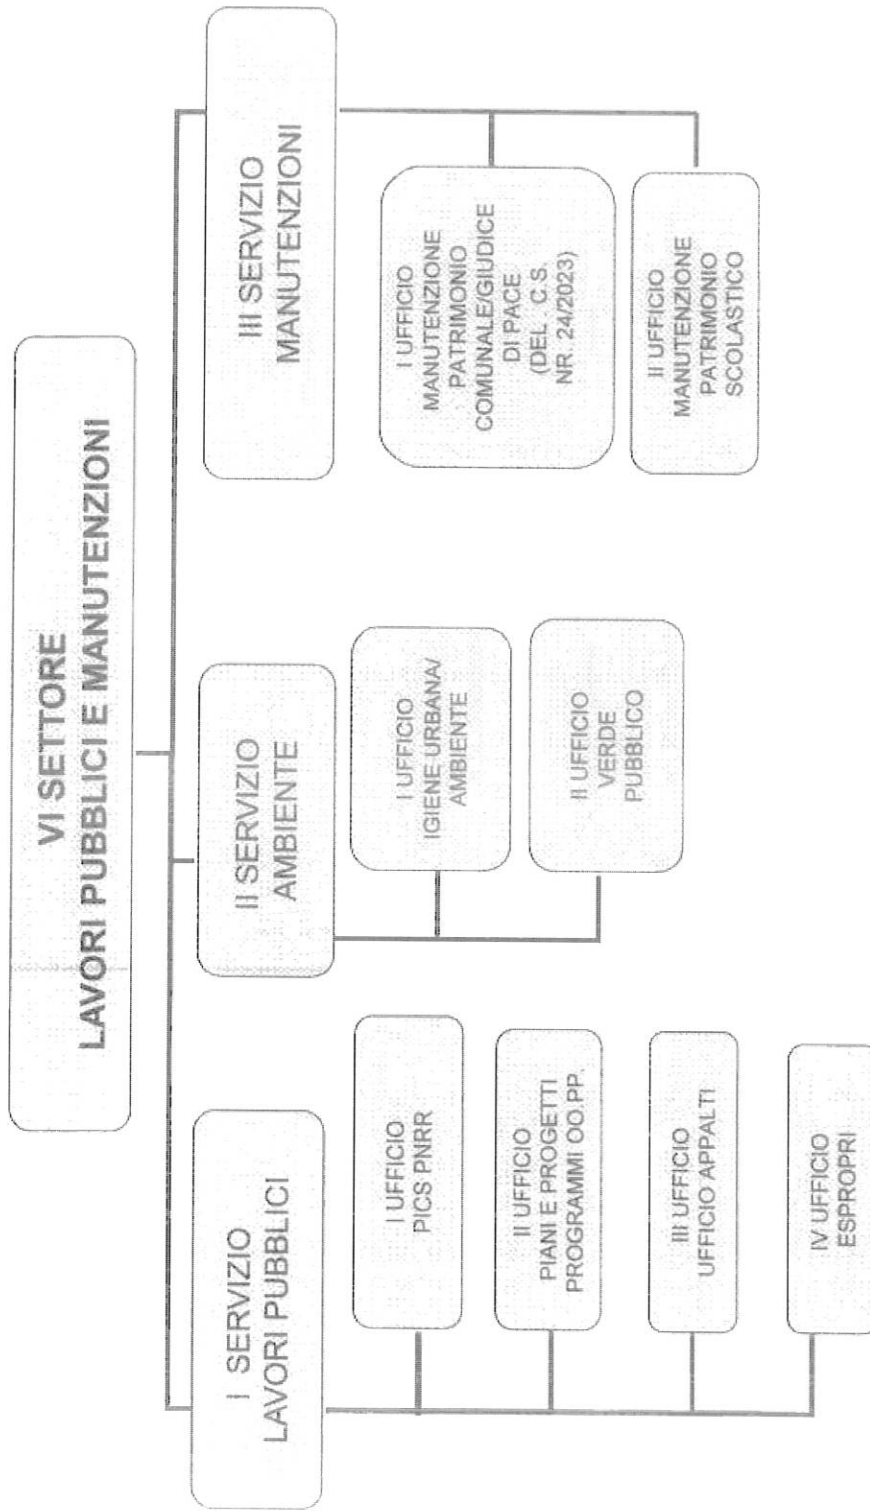 VI SETTORE
LAVORI PUBBLICI E MANUTENZIONI
I SERVIZIO
LAVORI PUBBLICI
I UFFICIO
PICS PNRR
II UFFICIO
PIANI E PROGETTI
PROGRAMMI OO.PP.
III UFFICIO
UFFICIO APPALTI
IV UFFICIO
ESPROPRI
II SERVIZIO
AMBIENTE
I UFFICIO
IGIENE URBANA/
AMBIENTE
II UFFICIO
VERDE
PUBBLICO
III SERVIZIO
MANUTENZIONI
I UFFICIO
MANUTENZIONE
PATRIMONIO
COMUNALE/GIUDICE
DI PACE
(DEL . C.S.
NR. 24/2023)
II UFFICIO
MANUTENZIONE
PATRIMONIO
SCOLASTICO